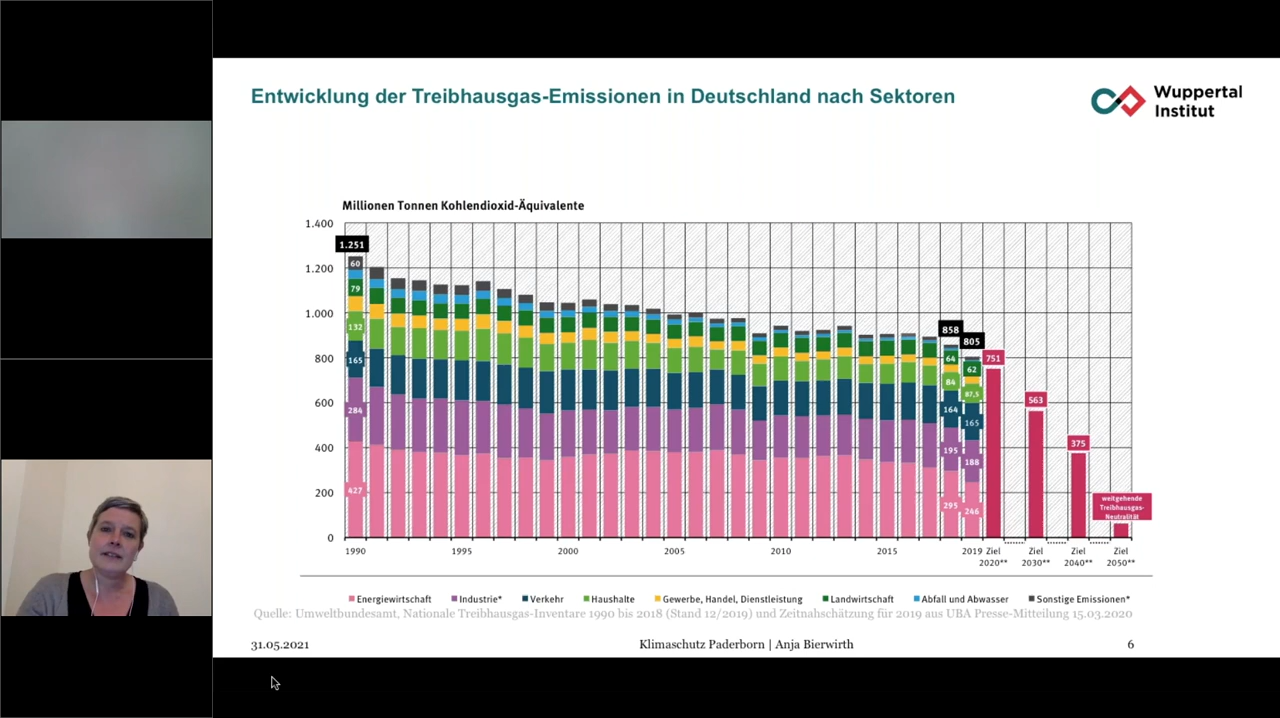 Entwicklung der Treibhausgas-Emissionen in Deutschland nach Sektoren
Wuppertal
Institut
Millionen Tonnen Kohlendioxid-Äquivalente
1.400
1.200
1.000
800
600
400
200
0
1.251
60
79
132
165
284
427
858
64
84
164
195
295
805
62
87,5
165
188
246
751
563
375
weitgehende
Treibhausgas-
Neutralität
1990 1995 2000 2005 2010 2015 2019 Ziel Ziel Ziel Ziel
2020** 2030** 2040** 2050**
Energiewirtschaft Industrie* Verkehr Haushalte Gewerbe, Handel, Dienstleistung Landwirtschaft Abfall und Abwasser Sonstige Emissionen*
Quelle: Umweltbundesamt, Nationale Treibhausgas-Inventare 1990 bis 2018 (Stand 12/2019) und Zeitnahschätzung für 2019 aus UBA Presse-Mitteilung 15.03.2020
31.05.2021 Klimaschutz Paderborn | Anja Bierwirth 6